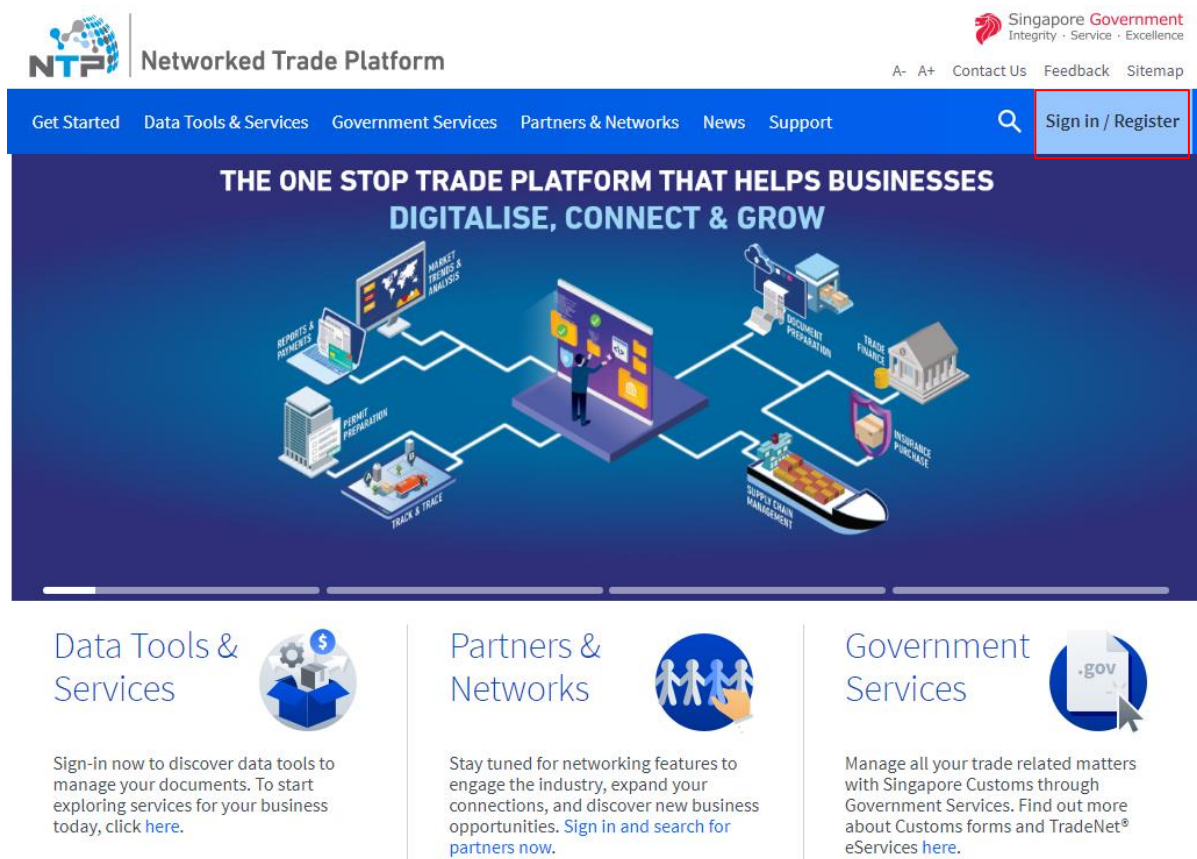 Singapore Government
Integrity · Service · Excellence
NTP
Networked Trade Platform
A- A+ Contact Us Feedback Sitemap
Get Started Data Tools & Services Government Services Partners & Networks News Support Sign in / Register
THE ONE STOP TRADE PLATFORM THAT HELPS BUSINESSES
DIGITALISE, CONNECT & GROW
MARKET
TRENDS &
ANALYSIS
REPORTS &
PAYMENTS
DOCUMENT
PREPARATION
TRADE
FINANCE
PERMIT
PREPARATION
INSURANCE
PURCHASE
TRACK & TRACE
SUPPLY CHAIN
MANAGEMENT
Data Tools &
Services
$
Sign-in now to discover data tools to
manage your documents. To start
exploring services for your business
today, click here.
Partners &
Networks
Stay tuned for networking features to
engage the industry, expand your
connections, and discover new business
opportunities. Sign in and search for
partners now.
Government
Services
.gov
Manage all your trade related matters
with Singapore Customs through
Government Services. Find out more
about Customs forms and TradeNet®
eServices here.